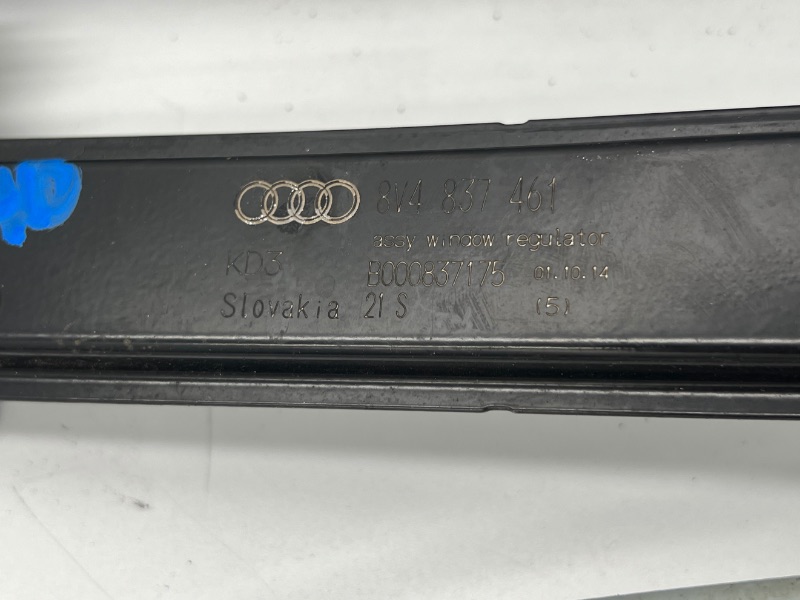 8V4 837 461
assy window regulator
KD3 B000837175 01.10.14
Slovakia 21 S (5)